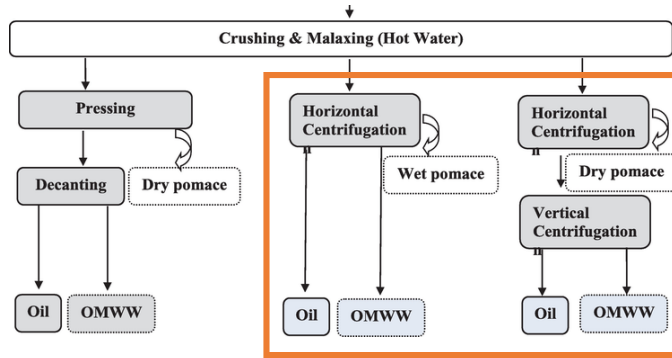 Crushing & Malaxing (Hot Water)
Pressing
Horizontal
Centrifugation
n
Horizontal
Centrifugation
n
Dry pomace
Wet pomace
Dry pomace
Decanting
Vertical
Centrifugation
n
Oil
OMWW
Oil
OMWW
Oil
OMWW